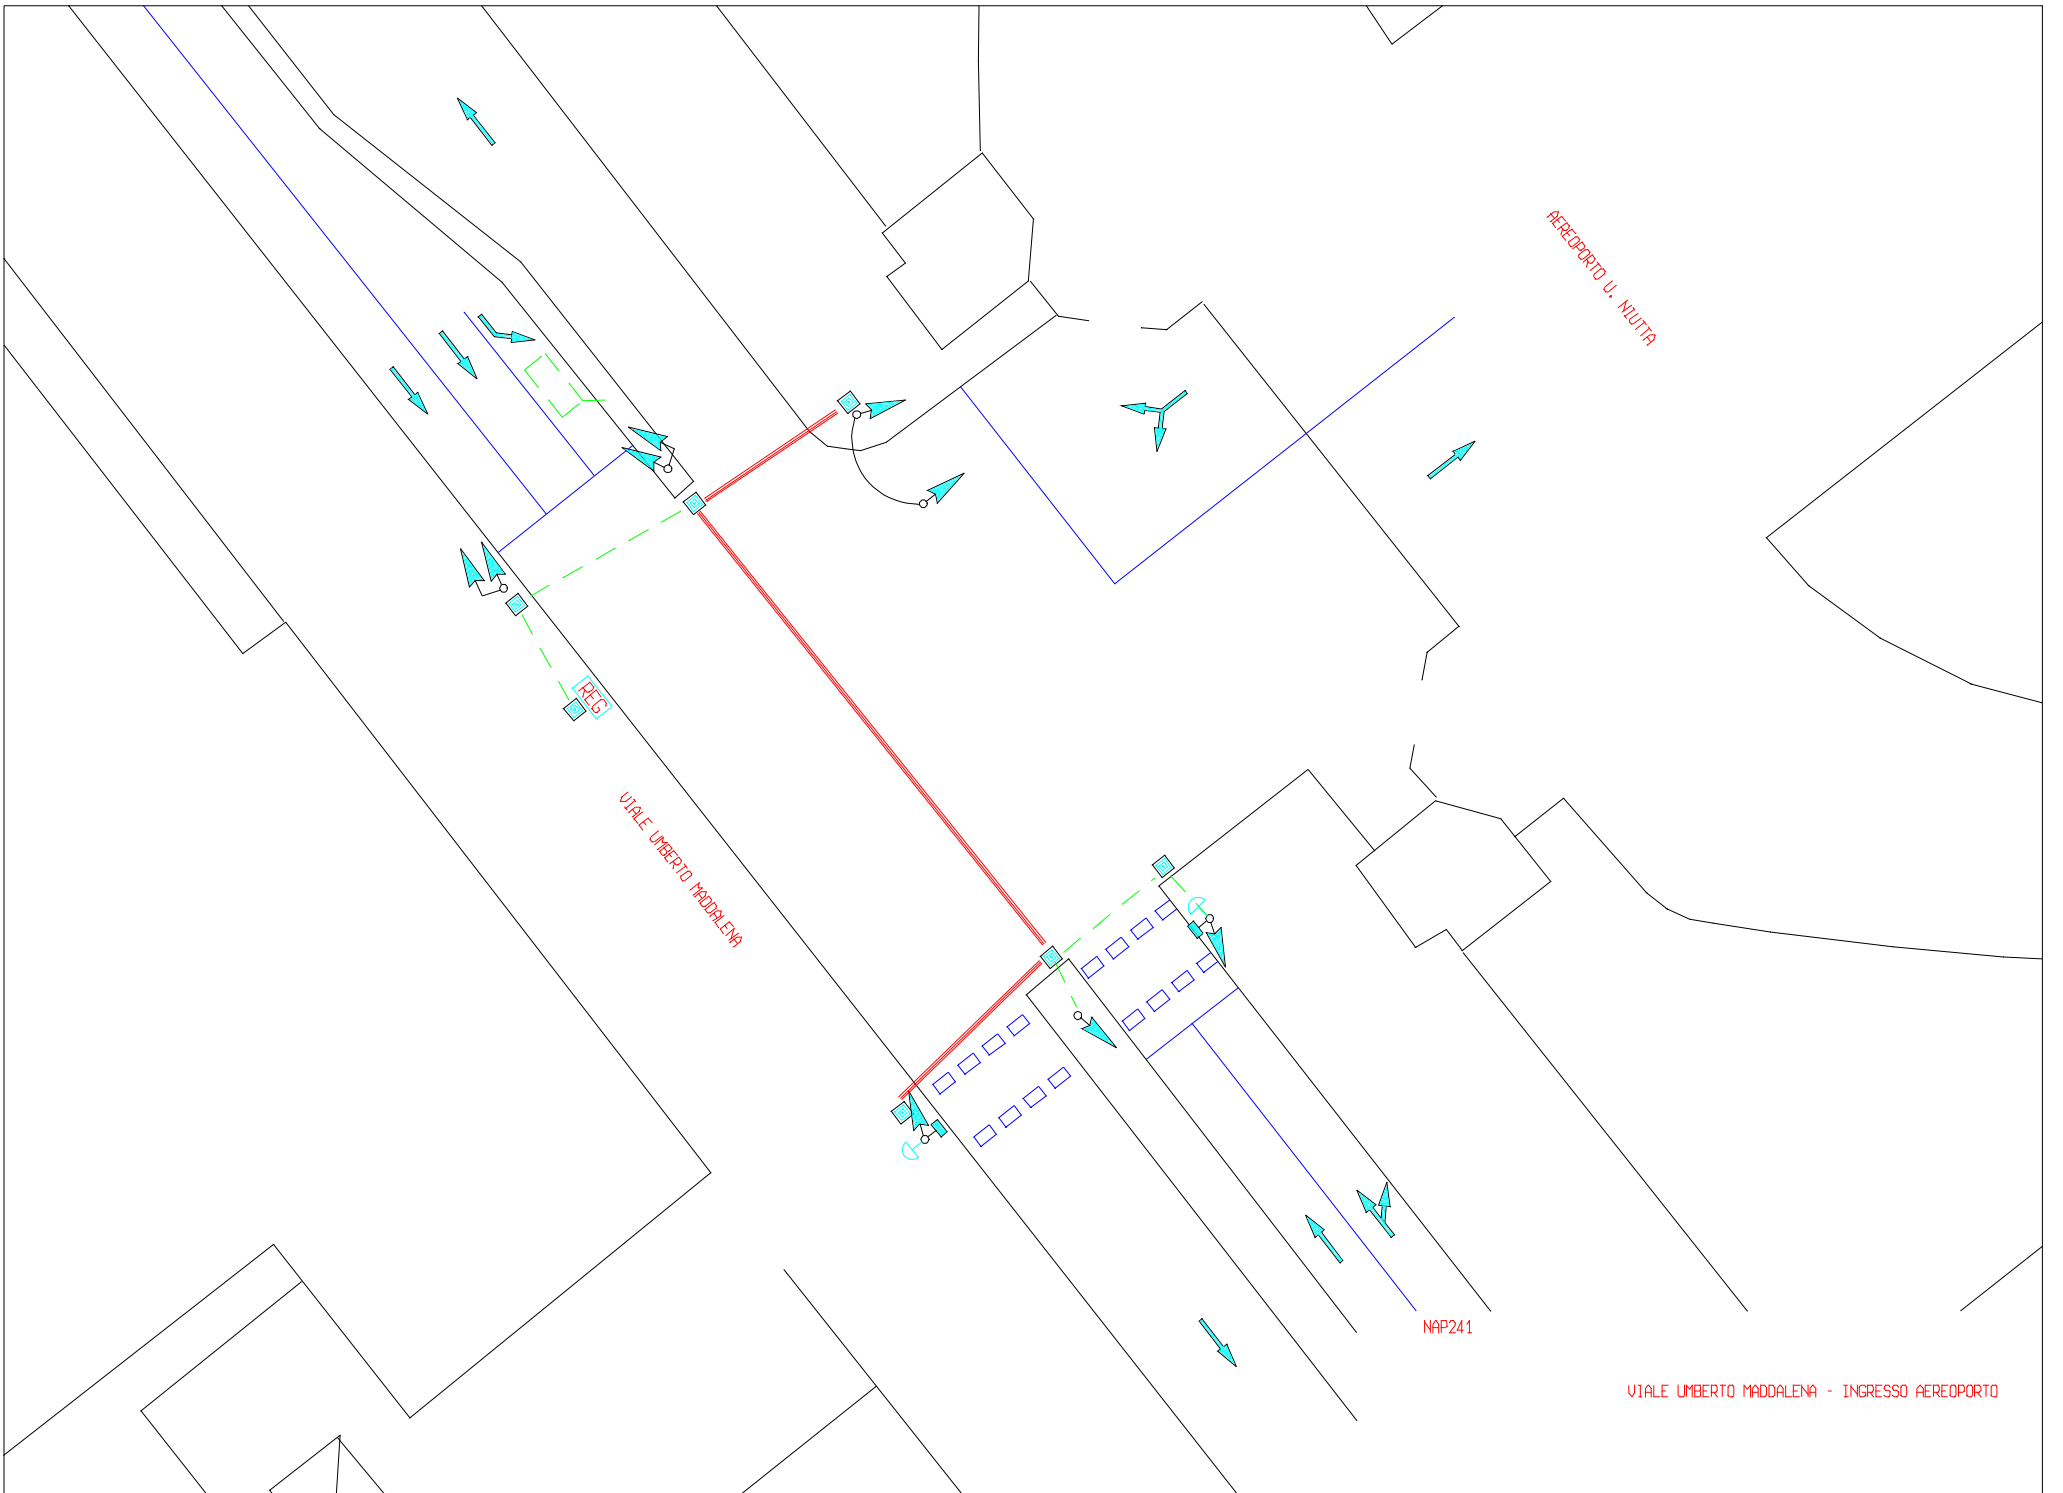 AEREOPORTO U. NIUTTA
REG
VIALE UMBERTO MADDALENA
NAP241
VIALE UMBERTO MADDALENA - INGRESSO AEREOPORTO